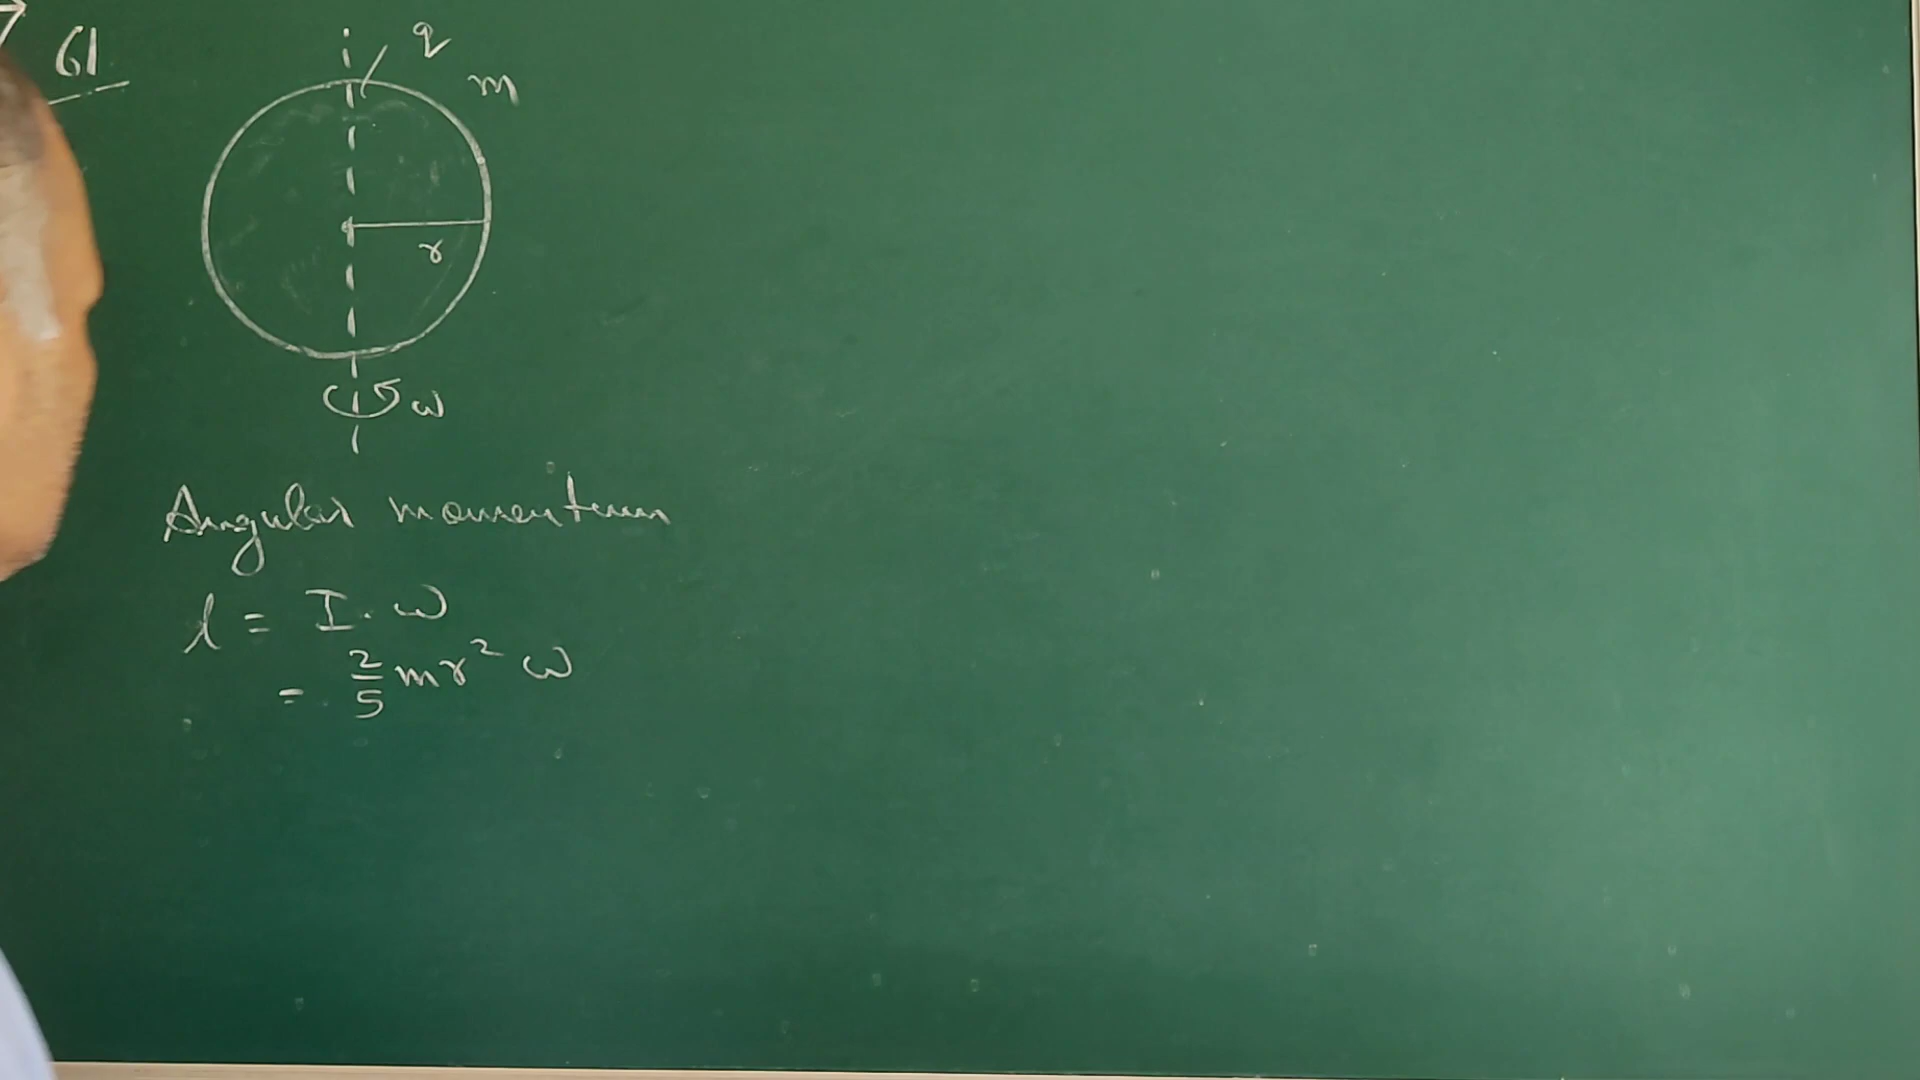 61
q
m
r
ω
Angular momentum
l = I. ω
= 2/5 mr² ω